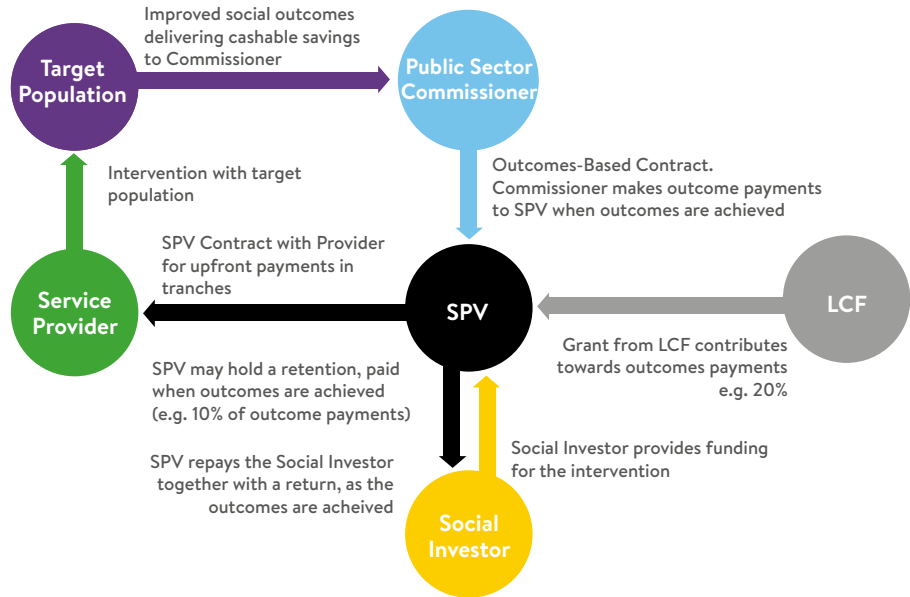 Improved social outcomes
delivering cashable savings
to Commissioner
Target
Population
Public Sector
Commissioner
Intervention with target
population
Outcomes-Based Contract.
Commissioner makes outcome payments
to SPV when outcomes are achieved
SPV Contract with Provider
for upfront payments in
tranches
Service
Provider
SPV
LCF
Grant from LCF contributes
towards outcomes payments
e.g. 20%
SPV may hold a retention, paid
when outcomes are achieved
(e.g. 10% of outcome payments)
SPV repays the Social Investor
together with a return, as the
outcomes are acheived
Social Investor provides funding
for the intervention
Social
Investor